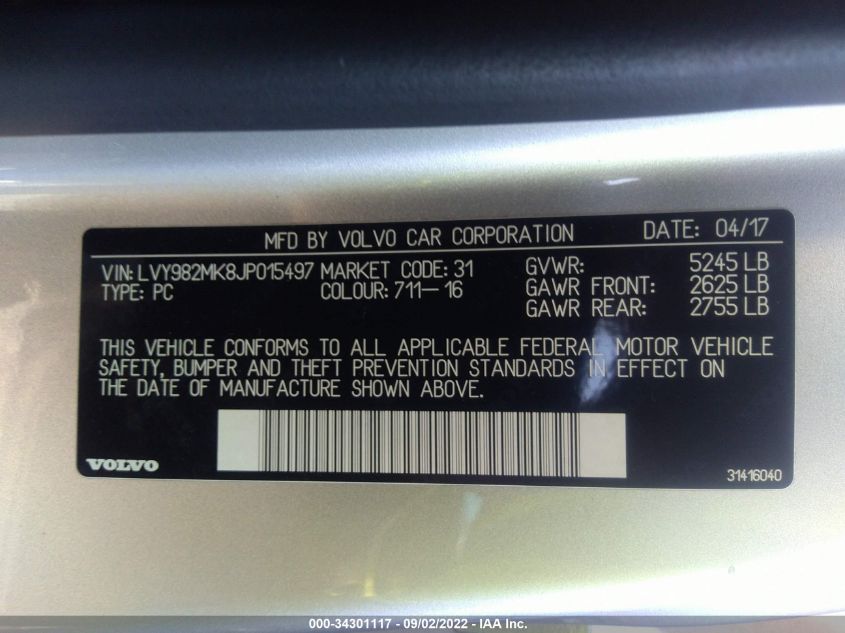 MFD BY VOLVO CAR CORPORATION DATE: 04/17
VIN: LVY982MK8JP015497 MARKET CODE: 31 GVWR: 5245 LB
TYPE: PC COLOUR: 711-16 GAWR FRONT: 2625 LB
GAWR REAR: 2755 LB
THIS VEHICLE CONFORMS TO ALL APPLICABLE FEDERAL MOTOR VEHICLE
SAFETY, BUMPER AND THEFT PREVENTION STANDARDS IN EFFECT ON
THE DATE OF MANUFACTURE SHOWN ABOVE.
VOLVO 31416040
000-34301117 - 09/02/2022 - IAA Inc.